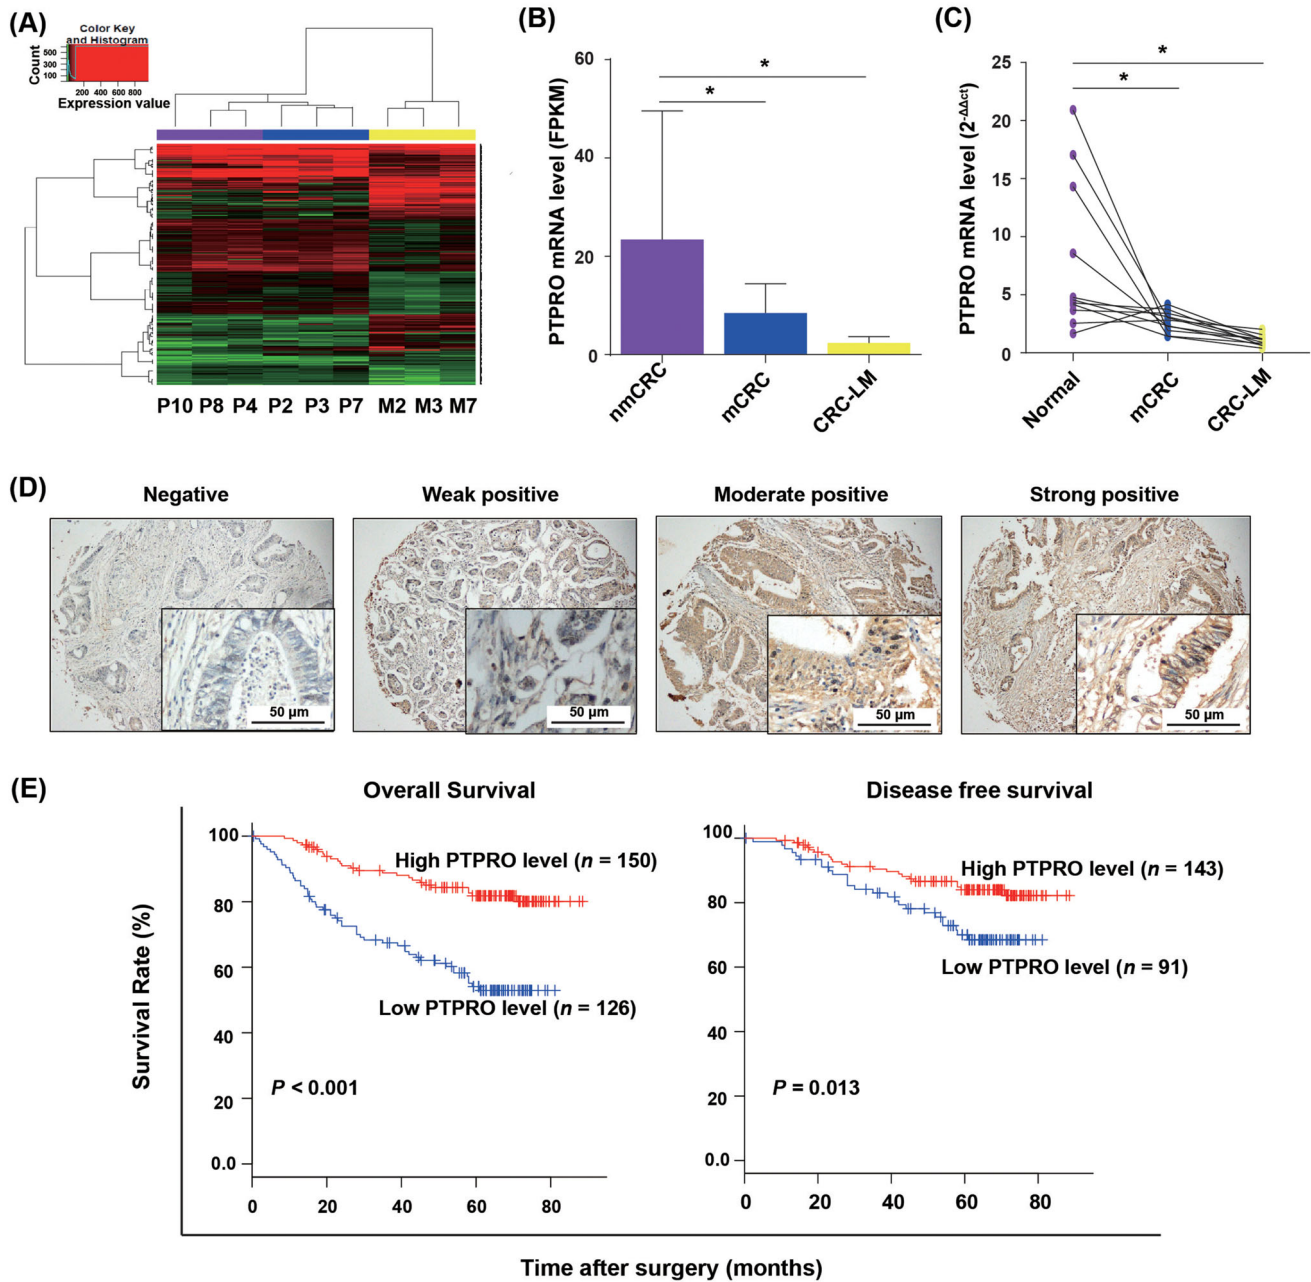 (A)
Color Key
and Histogram
Count
500
300
100
200 400 600 800
Expression value
P10 P8 P4 P2 P3 P7 M2 M3 M7
(B)
PTPRO mRNA level (FPKM)
60
40
20
0
*
*
nmCRC
mCRC
CRC-LM
(C)
PTPRO mRNA level (2-ΔΔct)
25
20
15
10
5
0
*
*
Normal
mCRC
CRC-LM
(D)
Negative
Weak positive
Moderate positive
Strong positive
50 µm
50 µm
50 µm
50 µm
(E)
Overall Survival
Survival Rate (%)
100
80
60
40
20
0.0
High PTPRO level (n = 150)
Low PTPRO level (n = 126)
P < 0.001
0 20 40 60 80
Disease free survival
100
80
60
40
20
0.0
High PTPRO level (n = 143)
Low PTPRO level (n = 91)
P = 0.013
0 20 40 60 80
Time after surgery (months)